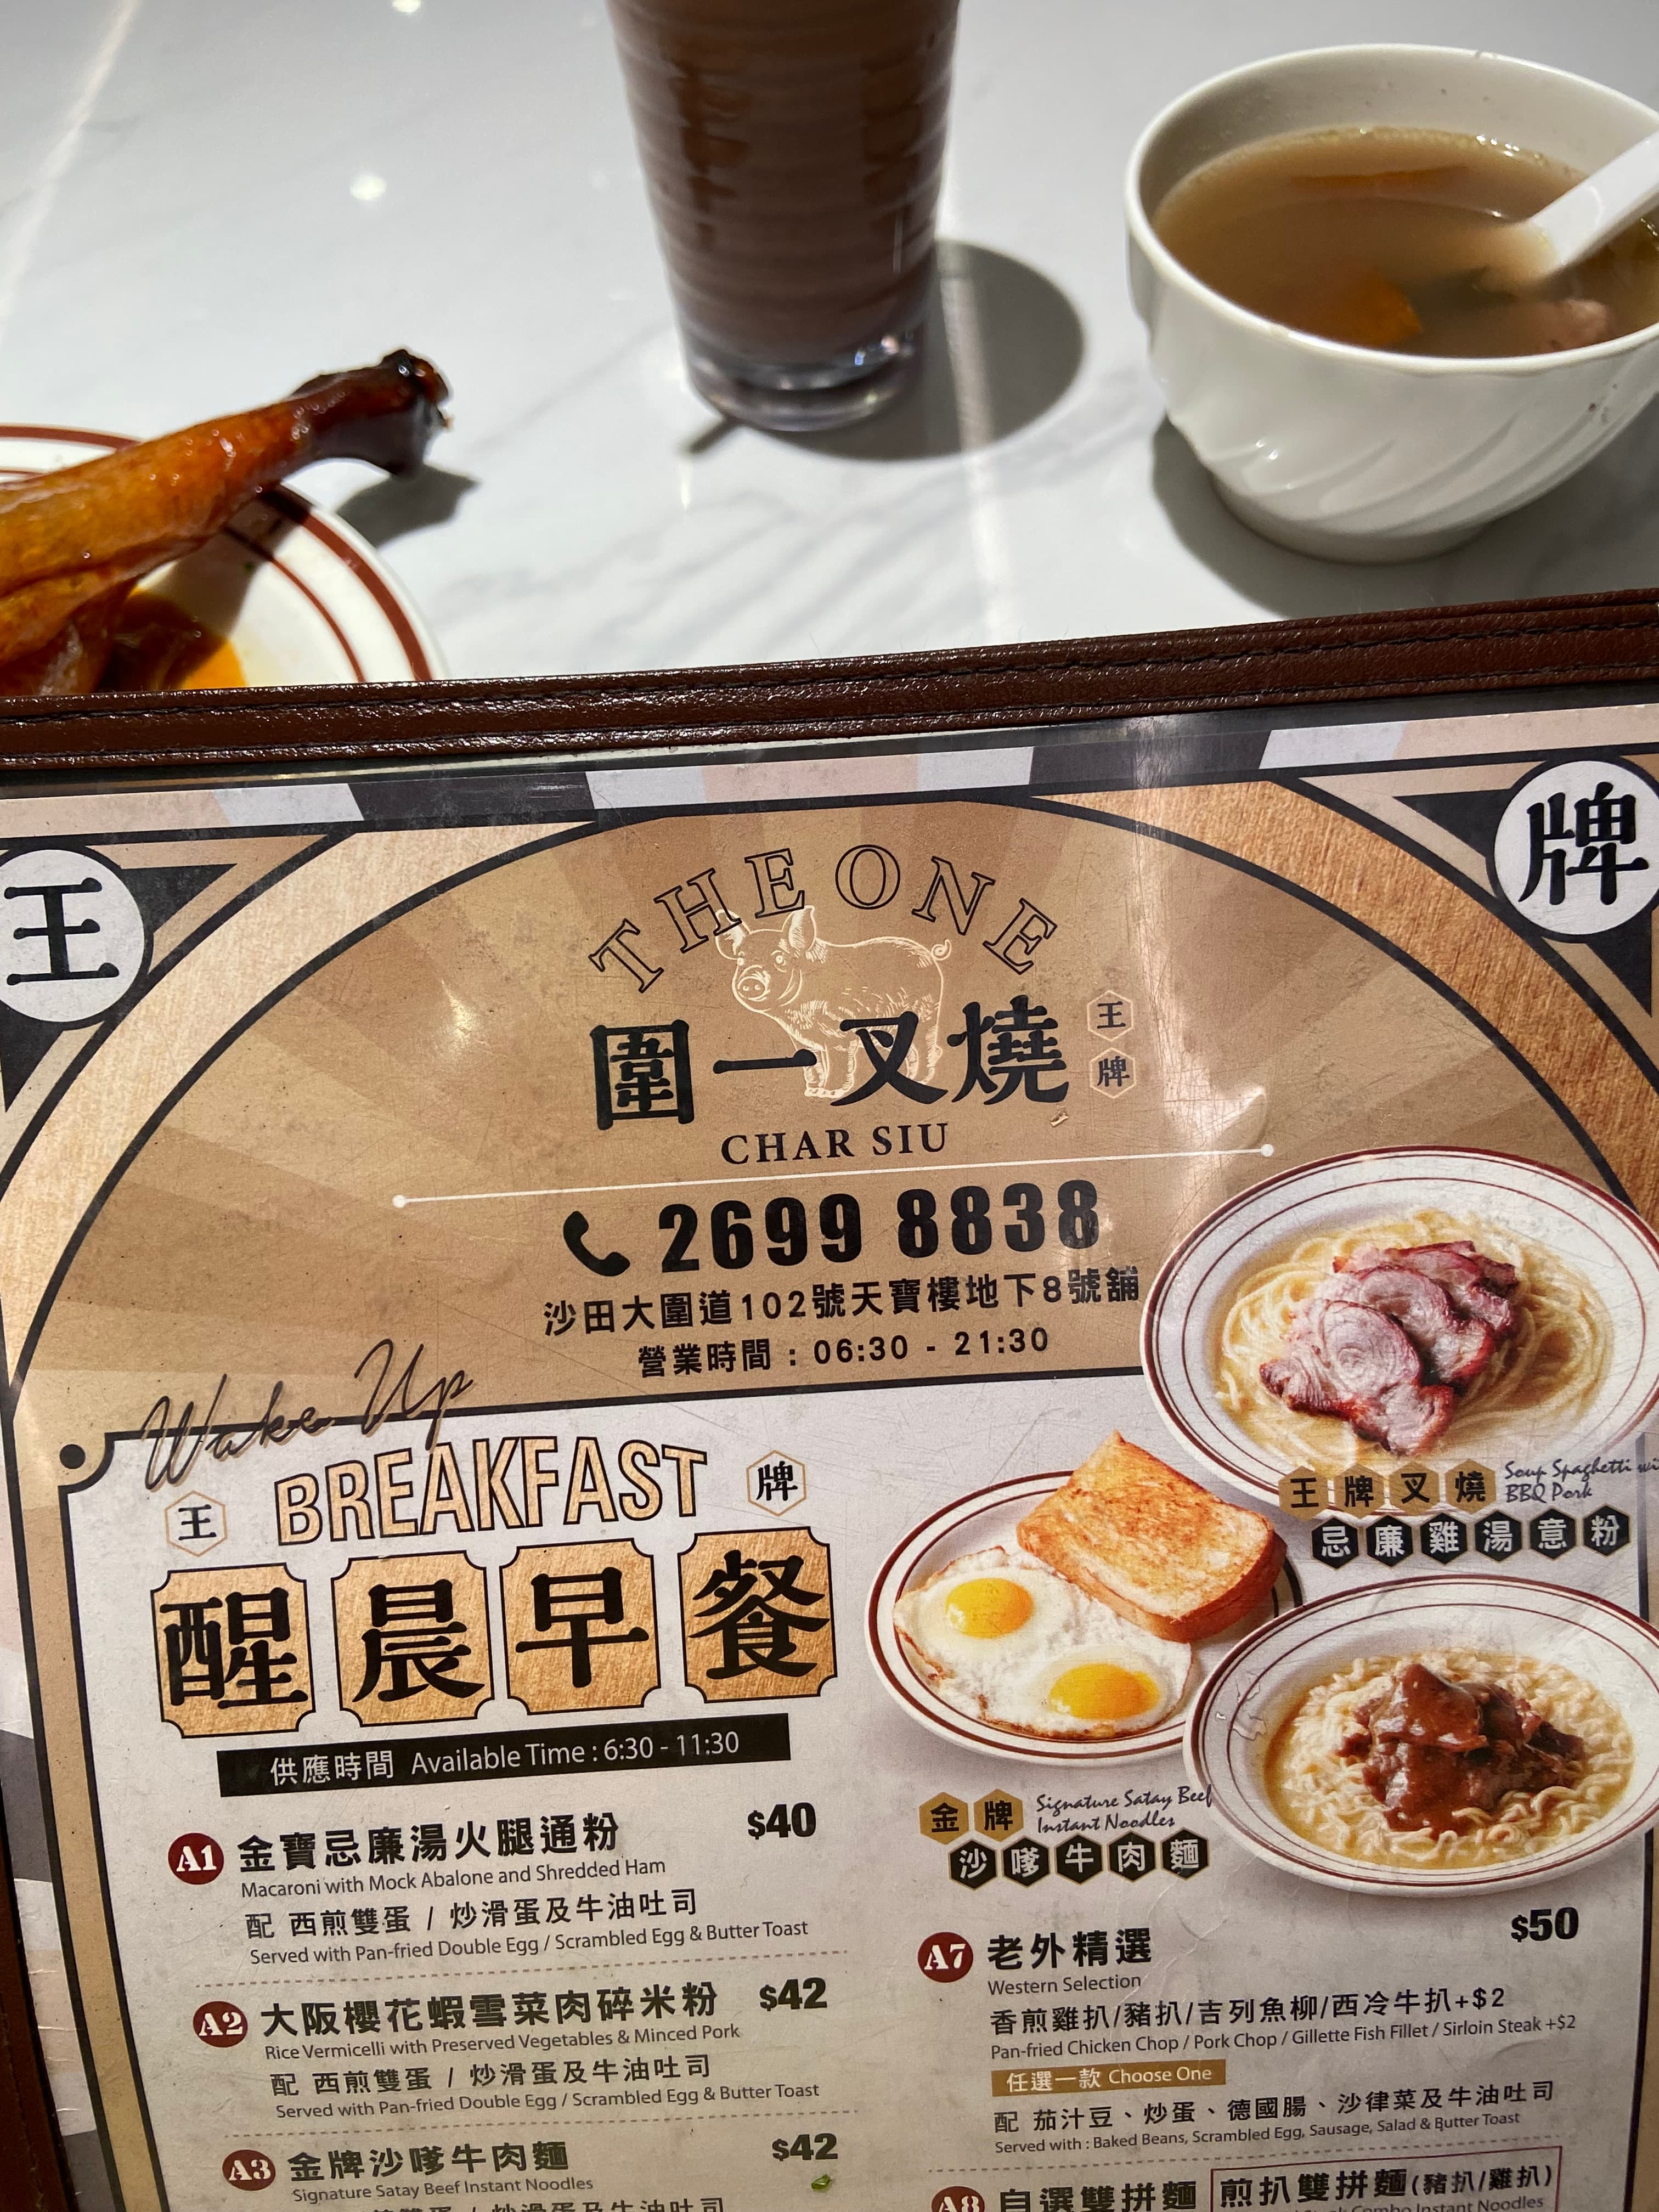 王
牌
THE ONE
圍一叉燒
王牌
CHAR SIU
2699 8838
沙田大圍道102號天寶樓地下8號舖
營業時間：06:30 - 21:30
Wake Up
BREAKFAST
王
牌
醒晨早餐
供應時間 Available Time : 6:30 - 11:30
A1 金寶忌廉湯火腿通粉 $40
Macaroni with Mock Abalone and Shredded Ham
配 西煎雙蛋 / 炒滑蛋及牛油吐司
Served with Pan-fried Double Egg / Scrambled Egg & Butter Toast
A2 大阪櫻花蝦雪菜肉碎米粉 $42
Rice Vermicelli with Preserved Vegetables & Minced Pork
配 西煎雙蛋 / 炒滑蛋及牛油吐司
Served with Pan-fried Double Egg / Scrambled Egg & Butter Toast
A3 金牌沙嗲牛肉麵 $42
Signature Satay Beef Instant Noodles
炒滑蛋及牛油吐司
王牌叉燒
Soup Spaghetti wi
BBQ Pork
忌廉雞湯意粉
金牌
Signature Satay Beef
Instant Noodles
沙嗲牛肉麵
A7 老外精選 $50
Western Selection
香煎雞扒/豬扒/吉列魚柳/西冷牛扒+$2
Pan-fried Chicken Chop / Pork Chop / Gillette Fish Fillet / Sirloin Steak +$2
任選一款 Choose One
配 茄汁豆、炒蛋、德國腸、沙律菜及牛油吐司
Served with : Baked Beans, Scrambled Egg, Sausage, Salad & Butter Toast
A8 自選雙拼麵 煎扒雙拼麵(豬扒/雞扒)
Combo Instant Noodles